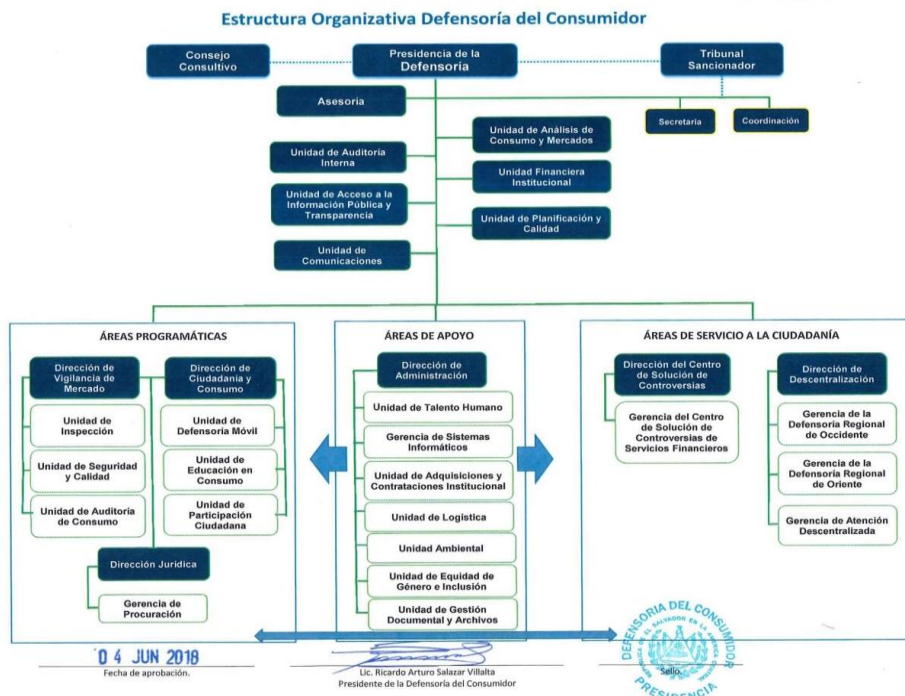 Estructura Organizativa Defensoría del Consumidor
Consejo
Consultivo
Presidencia de la
Defensoría
Tribunal
Sancionador
Asesoría
Secretaría
Coordinación
Unidad de Análisis de
Consumo y Mercados
Unidad de Auditoría
Interna
Unidad Financiera
Institucional
Unidad de Acceso a la
Información Pública y
Transparencia
Unidad de Planificación y
Calidad
Unidad de
Comunicaciones
ÁREAS PROGRAMÁTICAS
Dirección de
Vigilancia de
Mercado
Dirección de
Ciudadanía y
Consumo
Unidad de
Inspección
Unidad de
Defensoría Móvil
Unidad de Seguridad
y Calidad
Unidad de
Educación en
Consumo
Unidad de Auditoría
de Consumo
Unidad de
Participación
Ciudadana
Dirección Jurídica
Gerencia de
Procuración
ÁREAS DE APOYO
Dirección de
Administración
Unidad de Talento Humano
Gerencia de Sistemas
Informáticos
Unidad de Adquisiciones y
Contrataciones Institucional
Unidad de Logística
Unidad Ambiental
Unidad de Equidad de
Género e Inclusión
Unidad de Gestión
Documental y Archivos
ÁREAS DE SERVICIO A LA CIUDADANÍA
Dirección del Centro
de Solución de
Controversias
Dirección de
Descentralización
Gerencia del Centro
de Solución de
Controversias de
Servicios Financieros
Gerencia de la
Defensoría Regional
de Occidente
Gerencia de la
Defensoría Regional
de Oriente
Gerencia de Atención
Descentralizada
04 JUN 2018
Fecha de aprobación.
Lic. Ricardo Arturo Salazar Villalta
Presidente de la Defensoría del Consumidor
DEFENSORIA DEL CONSUMIDOR
REPUBLICA DE EL SALVADOR EN LA AMERICA CENTRAL
Sello.
PRESIDENCIA